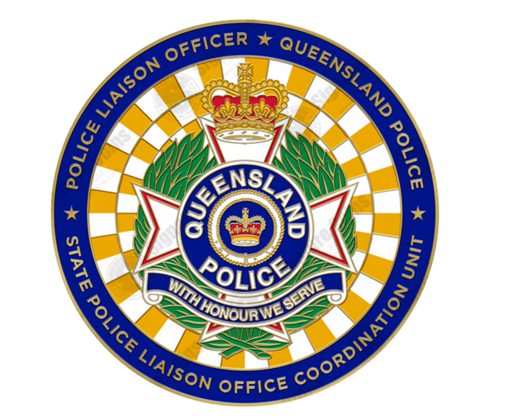 POLICE LIAISON OFFICER ★ QUEENSLAND POLICE ★
STATE POLICE LIAISON OFFICE COORDINATION UNIT ★
QUEENSLAND
POLICE
WITH HONOUR WE SERVE